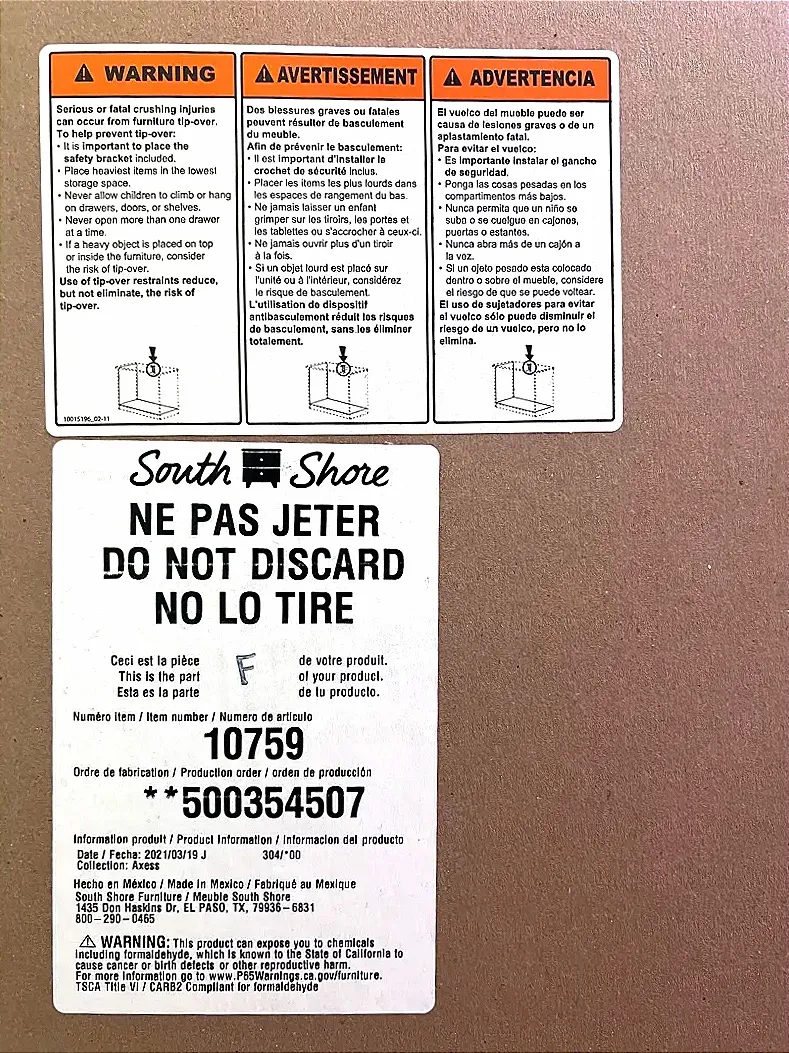 WARNING
Serious or fatal crushing injuries
can occur from furniture tip-over.
To help prevent tip-over:
• It is important to place the
safety bracket included.
• Place heaviest items in the lowest
storage space.
• Never allow children to climb or hang
on drawers, doors, or shelves.
• Never open more than one drawer
at a time.
• If a heavy object is placed on top
or inside the furniture, consider
the risk of tip-over.
Use of tip-over restraints reduce,
but not eliminate, the risk of
tip-over.
10015196_02-11
AVERTISSEMENT
Des blessures graves ou fatales
peuvent résulter de basculement
du meuble.
Afin de prévenir le basculement:
• Il est important d'installer le
crochet de sécurité inclus.
• Placer les items les plus lourds dans
les espaces de rangement du bas.
• Ne jamais laisser un enfant
grimper sur les tiroirs, les portes et
les tablettes ou s'accrocher à ceux-ci.
• Ne jamais ouvrir plus d'un tiroir
à la fois.
• Si un objet lourd est placé sur
l'unité ou à l'intérieur, considérez
le risque de basculement.
L'utilisation de dispositif
antibasculement réduit les risques
de basculement, sans les éliminer
totalement.
ADVERTENCIA
El vuelco del mueble puede ser
causa de lesiones graves o de un
aplastamiento fatal.
Para evitar el vuelco:
• Es importante instalar el gancho
de seguridad.
• Ponga las cosas pesadas en los
compartimentos más bajos.
• Nunca permita que un niño se
suba o se cuelgue en cajones,
puertas o estantes.
• Nunca abra más de un cajón a
la vez.
• Si un ojeto pesado esta colocado
dentro o sobre el mueble, considere
el riesgo de que se puede voltear.
El uso de sujetadores para evitar
el vuelco sólo puede disminuir el
riesgo de un vuelco, pero no lo
elimina.
South Shore
NE PAS JETER
DO NOT DISCARD
NO LO TIRE
Ceci est la pièce F de votre produit.
This is the part of your product.
Esta es la parte de tu producto.
Numéro item / Item number / Numero de articulo
10759
Ordre de fabrication / Production order / orden de producción
**500354507
Information produit / Product Information / Informacion del producto
Date / Fecha: 2021/03/19 J 304/*00
Collection: Axess
Hecho en México / Made in Mexico / Fabriqué au Mexique
South Shore Furniture / Meuble South Shore
1435 Don Haskins Dr, EL PASO, TX, 79936-6831
800-290-0465
WARNING: This product can expose you to chemicals
including formaldehyde, which is known to the State of California to
cause cancer or birth defects or other reproductive harm.
For more information go to www.P65Warnings.ca.gov/furniture.
TSCA Title VI / CARB2 Compliant for formaldehyde